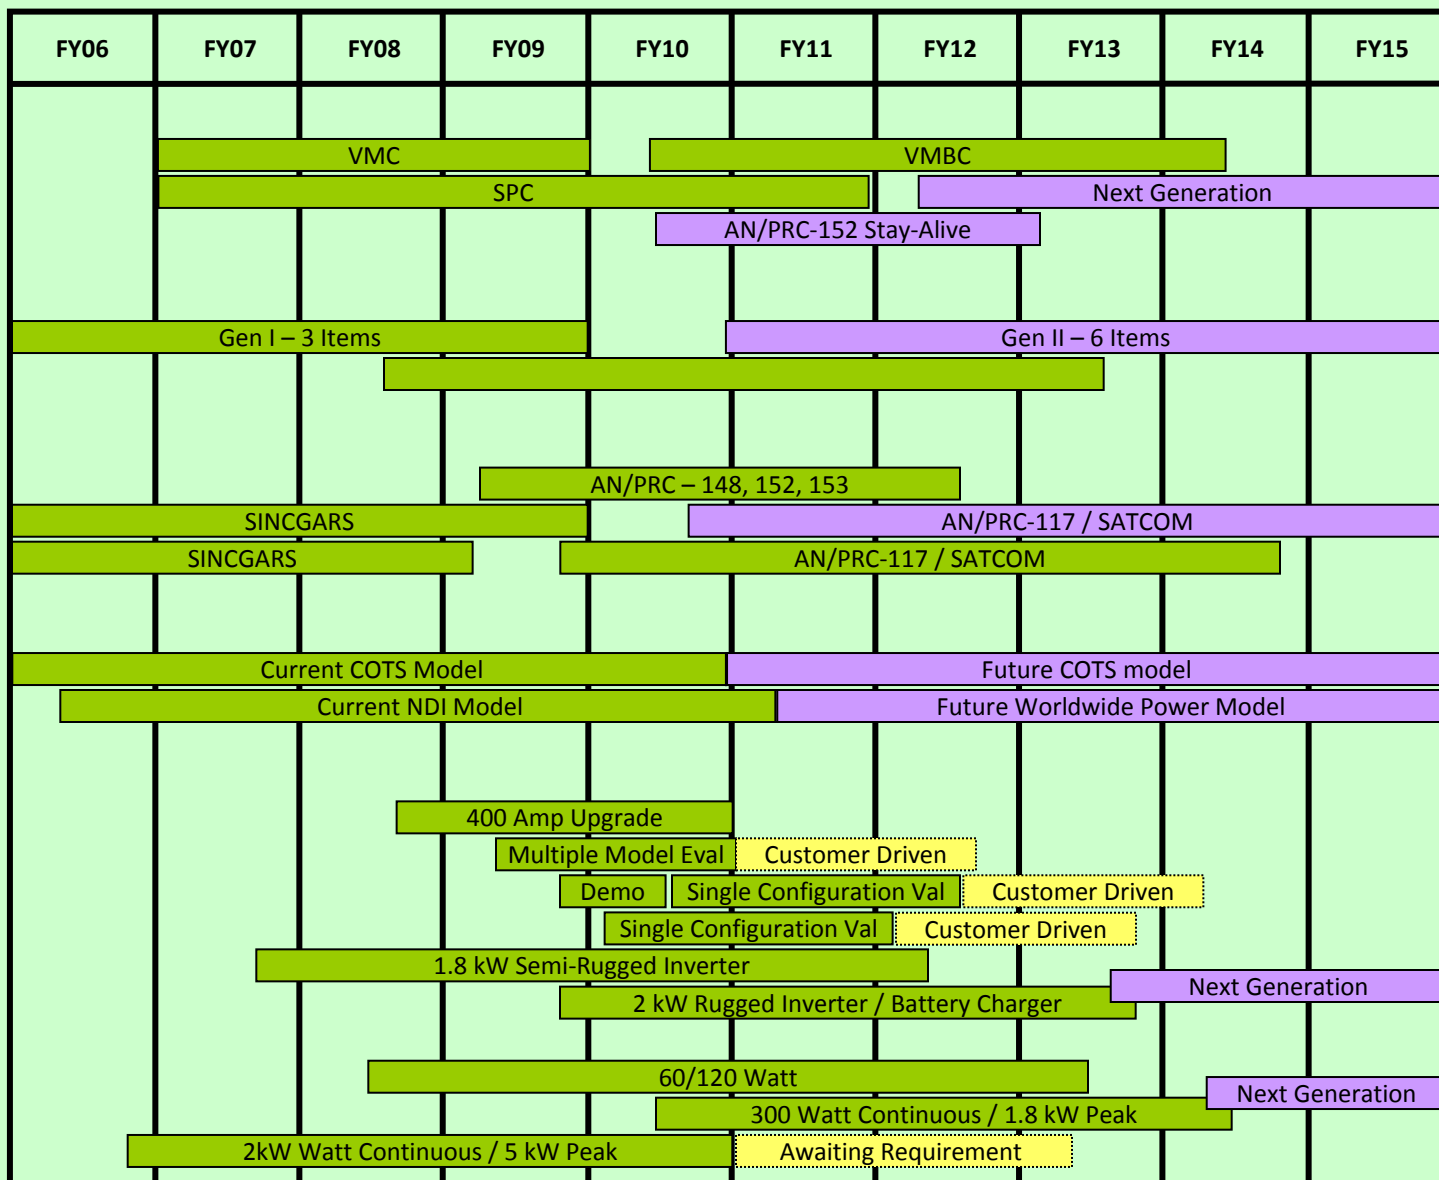 FY06 FY07 FY08 FY09 FY10 FY11 FY12 FY13 FY14 FY15
VMC VMBC
SPC Next Generation
AN/PRC-152 Stay-Alive
Gen I – 3 Items Gen II – 6 Items
AN/PRC – 148, 152, 153
SINCGARS AN/PRC-117 / SATCOM
SINCGARS AN/PRC-117 / SATCOM
Current COTS Model Future COTS model
Current NDI Model Future Worldwide Power Model
400 Amp Upgrade
Multiple Model Eval Customer Driven
Demo Single Configuration Val Customer Driven
Single Configuration Val Customer Driven
1.8 kW Semi-Rugged Inverter
Next Generation
2 kW Rugged Inverter / Battery Charger
60/120 Watt
Next Generation
300 Watt Continuous / 1.8 kW Peak
2kW Watt Continuous / 5 kW Peak Awaiting Requirement